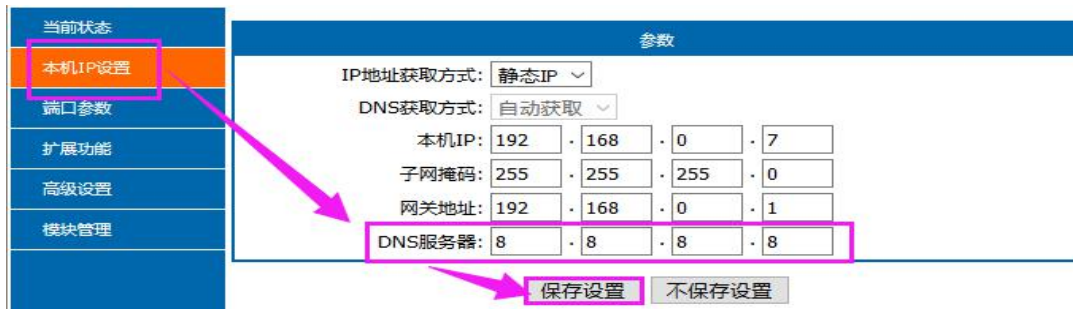 当前状态
本机IP设置
端口参数
扩展功能
高级设置
模块管理
参数
IP地址获取方式: 静态IP
DNS获取方式: 自动获取
本机IP: 192 . 168 . 0 . 7
子网掩码: 255 . 255 . 255 . 0
网关地址: 192 . 168 . 0 . 1
DNS服务器: 8 . 8 . 8 . 8
保存设置 不保存设置